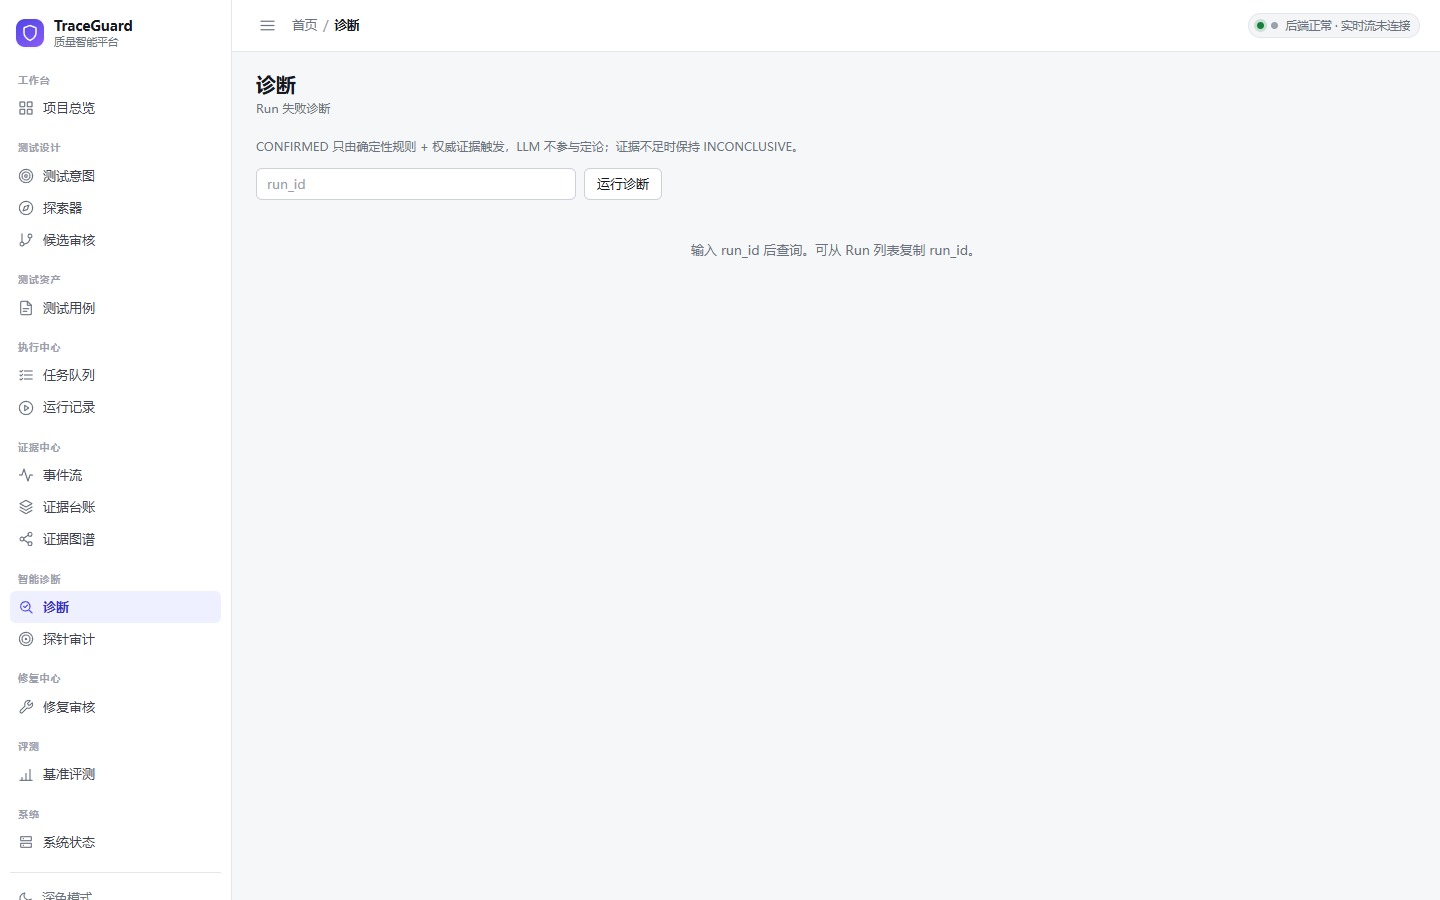 TraceGuard
质量智能平台
工作台
项目总览
测试设计
测试意图
探索器
候选审核
测试资产
测试用例
执行中心
任务队列
运行记录
证据中心
事件流
证据台账
证据图谱
智能诊断
诊断
探针审计
修复中心
修复审核
评测
基准评测
系统
系统状态
深色模式
首页 / 诊断
后端正常 · 实时流未连接
诊断
Run 失败诊断
CONFIRMED 只由确定性规则 + 权威证据触发，LLM 不参与定论；证据不足时保持 INCONCLUSIVE。
run_id
运行诊断
输入 run_id 后查询。可从 Run 列表复制 run_id。